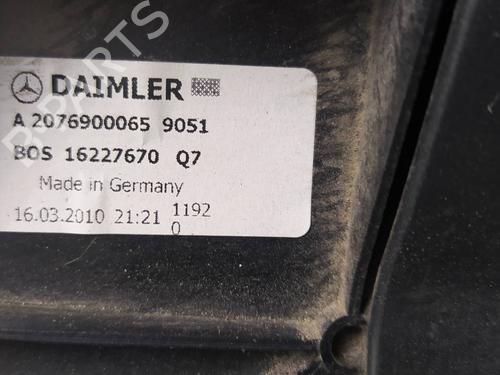 DAIMLER
A 2076900065 9051
BOS 16227670 Q7
Made in Germany
16.03.2010 21:21 1192
0